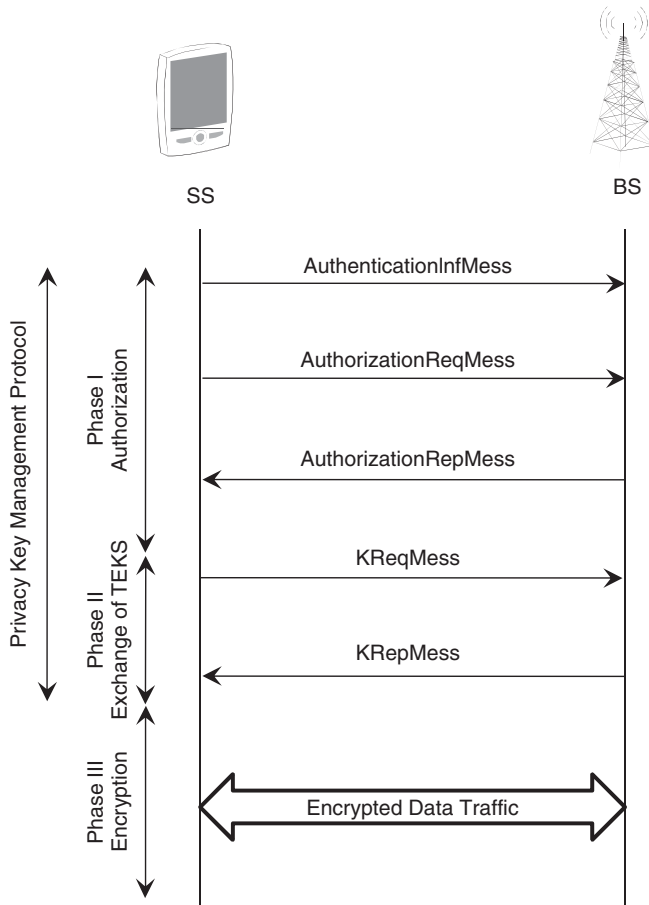 SS
BS
AuthenticationInfMess
Privacy Key Management Protocol
Phase I
Authorization
AuthorizationReqMess
AuthorizationRepMess
Phase II
Exchange of TEKS
KReqMess
KRepMess
Phase III
Encryption
Encrypted Data Traffic